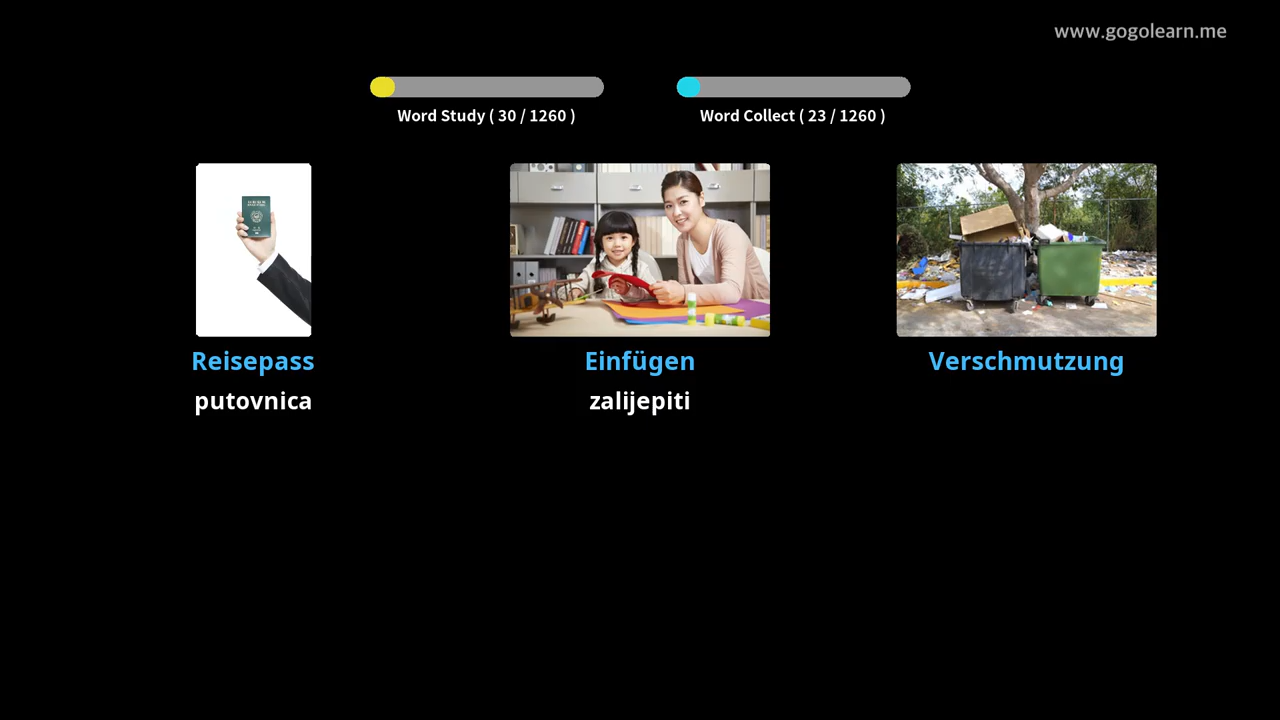 www.gogolearn.me
Word Study ( 30 / 1260 )
Word Collect ( 23 / 1260 )
Reisepass
Einfügen
Verschmutzung
putovnica
zalijepiti